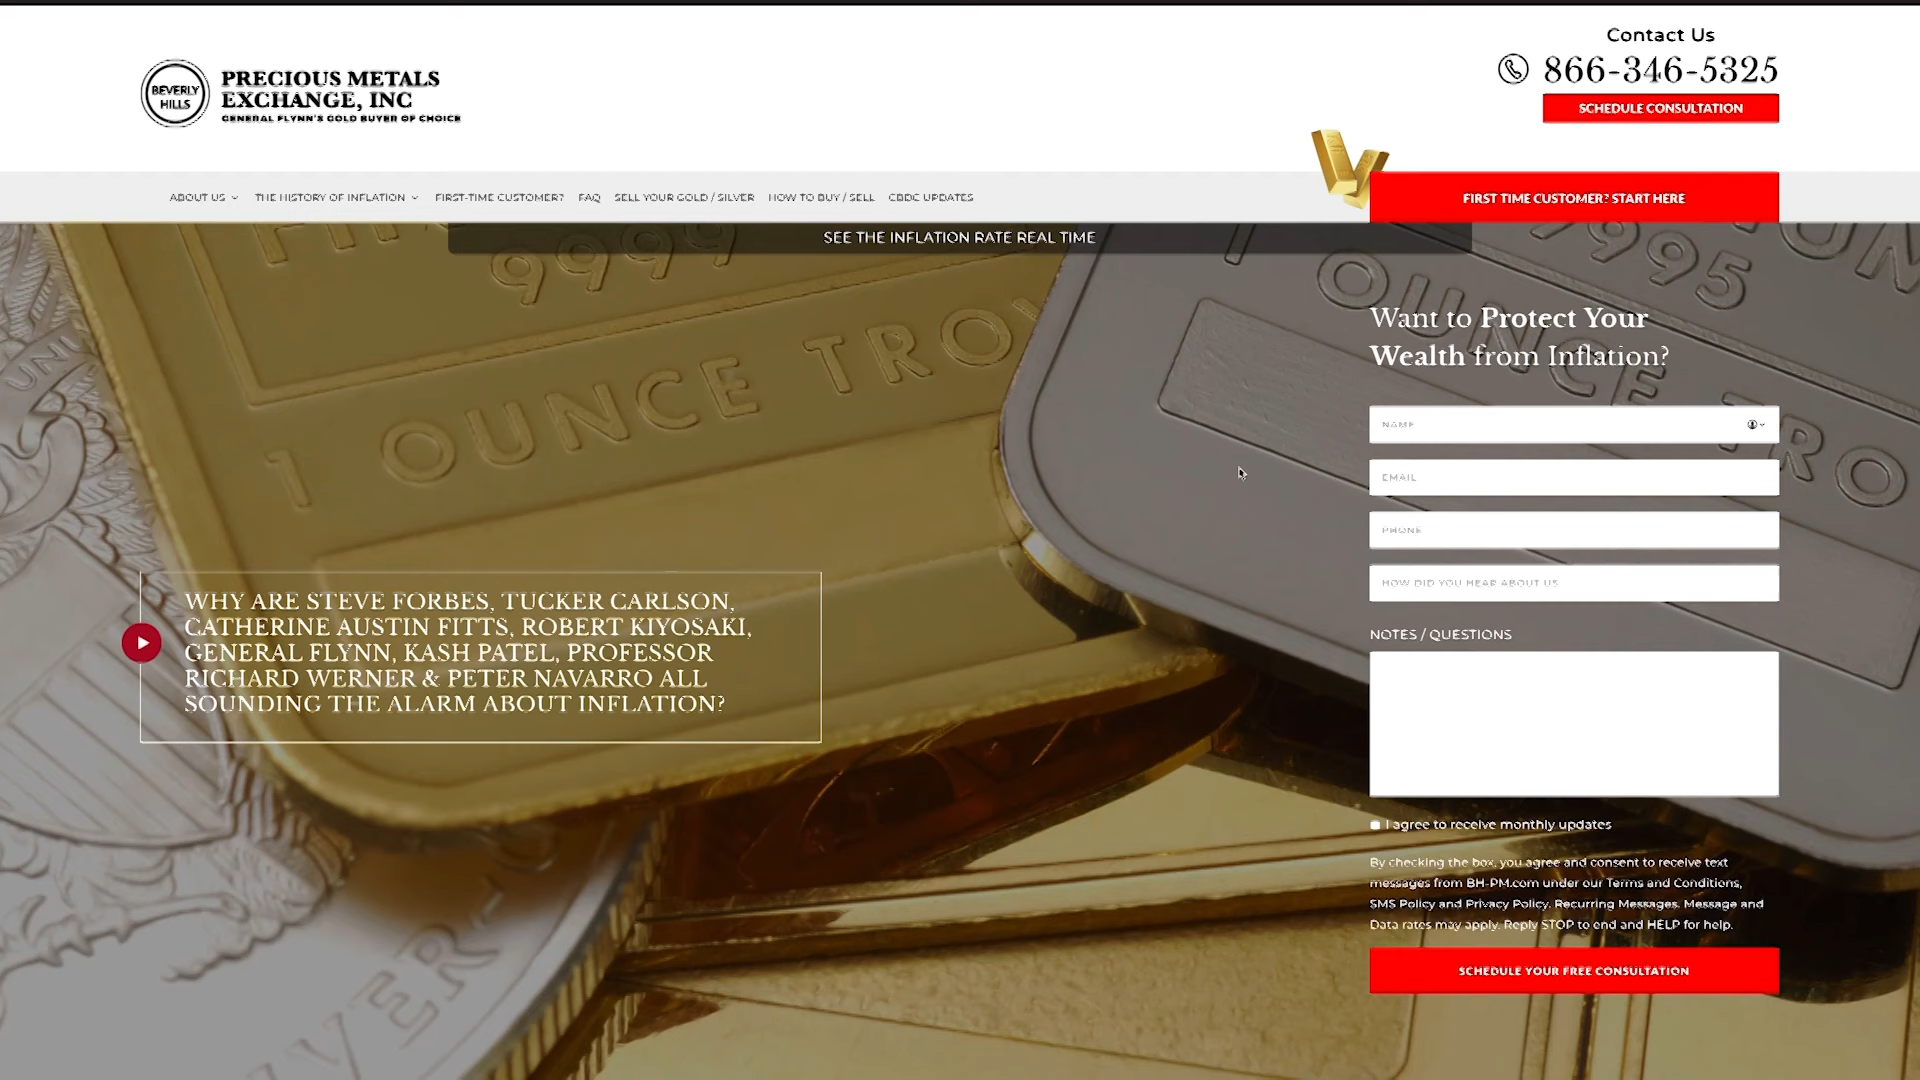 Contact Us
866-346-5325
SCHEDULE CONSULTATION
BEVERLY
HILLS
PRECIOUS METALS
EXCHANGE, INC
GENERAL FLYNN'S GOLD BUYER OF CHOICE
ABOUT US THE HISTORY OF INFLATION FIRST-TIME CUSTOMER? FAQ SELL YOUR GOLD / SILVER HOW TO BUY / SELL CBDC UPDATES
FIRST TIME CUSTOMER? START HERE
SEE THE INFLATION RATE REAL TIME
9999
1 OUNCE TROY
9995
1 OUNCE TRO
Want to Protect Your
Wealth from Inflation?
NAME
EMAIL
PHONE
HOW DID YOU HEAR ABOUT US
NOTES / QUESTIONS
WHY ARE STEVE FORBES, TUCKER CARLSON,
CATHERINE AUSTIN FITTS, ROBERT KIYOSAKI,
GENERAL FLYNN, KASH PATEL, PROFESSOR
RICHARD WERNER & PETER NAVARRO ALL
SOUNDING THE ALARM ABOUT INFLATION?
I agree to receive monthly updates
By checking the box, you agree and consent to receive text
messages from BH-PM.com under our Terms and Conditions,
SMS Policy and Privacy Policy. Recurring Messages. Message and
Data rates may apply. Reply STOP to end and HELP for help.
SCHEDULE YOUR FREE CONSULTATION